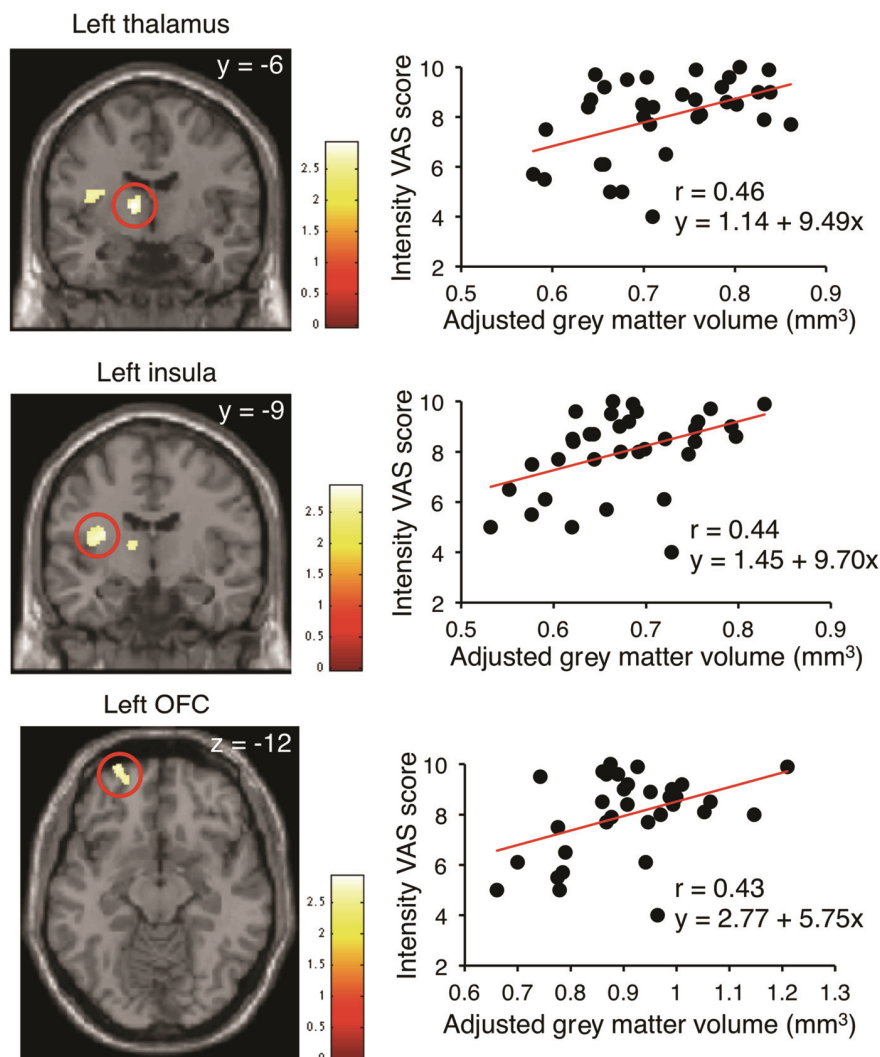 Left thalamus
y = -6
2.5
2
1.5
1
0.5
0
Intensity VAS score
10
8
6
4
2
r = 0.46
y = 1.14 + 9.49x
0.5 0.6 0.7 0.8 0.9
Adjusted grey matter volume (mm³)
Left insula
y = -9
2.5
2
1.5
1
0.5
0
Intensity VAS score
10
8
6
4
2
r = 0.44
y = 1.45 + 9.70x
0.5 0.6 0.7 0.8 0.9
Adjusted grey matter volume (mm³)
Left OFC
z = -12
2.5
2
1.5
1
0.5
0
Intensity VAS score
10
8
6
4
2
r = 0.43
y = 2.77 + 5.75x
0.6 0.7 0.8 0.9 1 1.1 1.2 1.3
Adjusted grey matter volume (mm³)